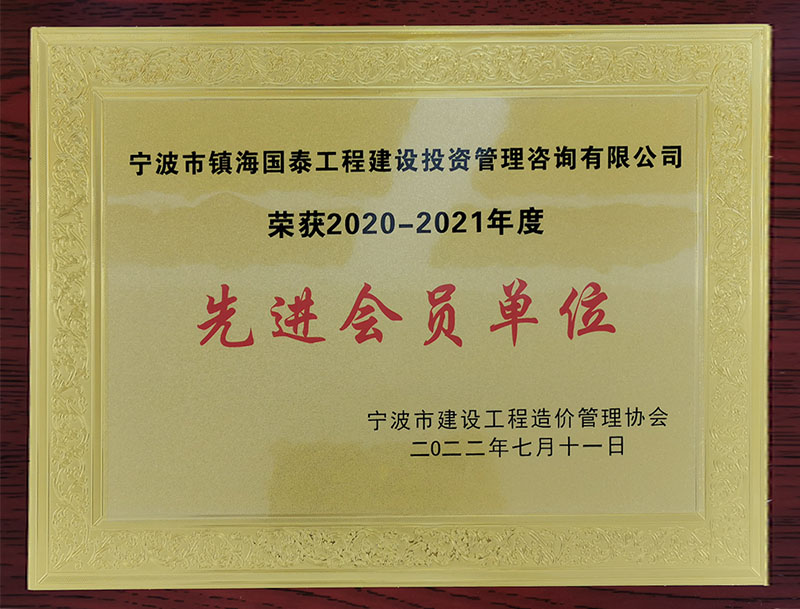 宁波市镇海国泰工程建设投资管理咨询有限公司
荣获2020-2021年度
先进会员单位
宁波市建设工程造价管理协会
二0二二年七月十一日